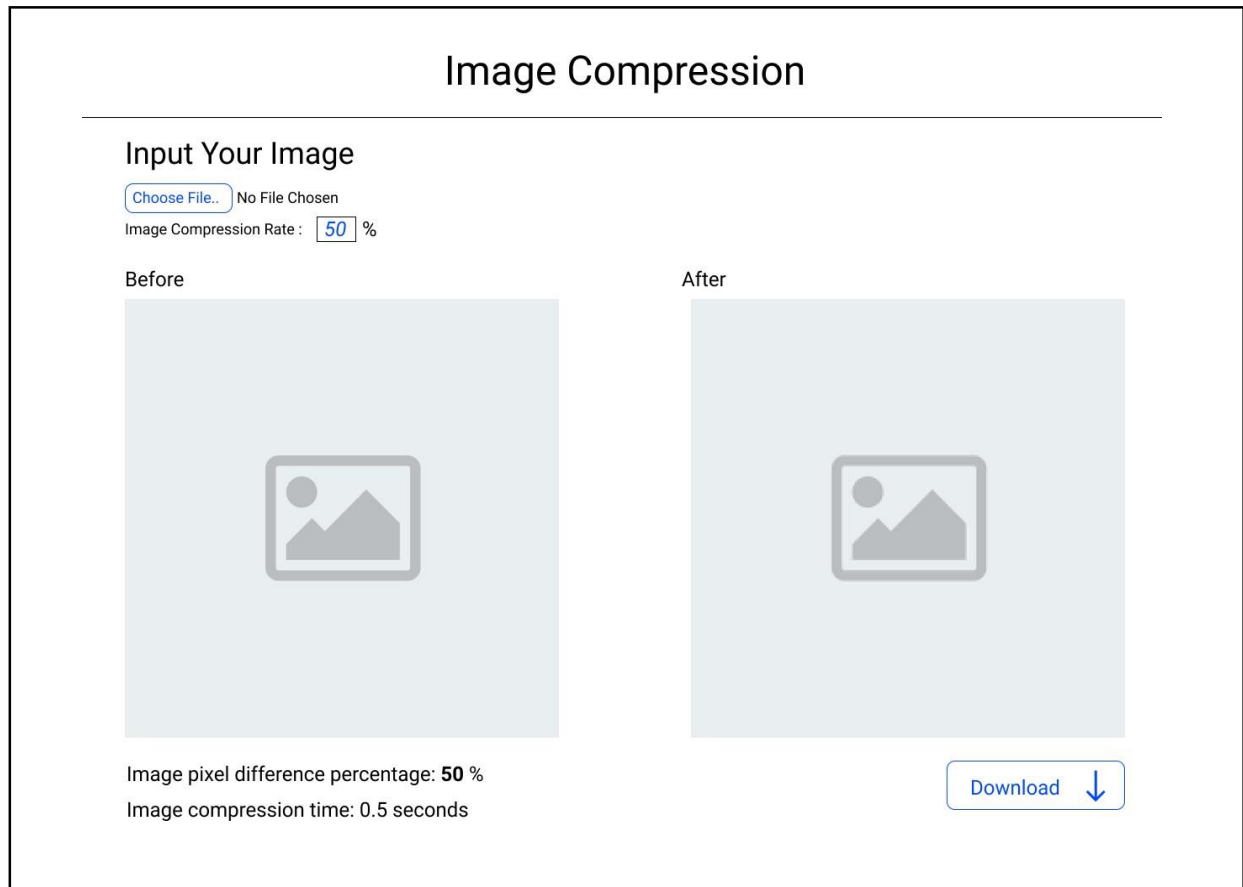 Image Compression
Input Your Image
Choose File.. No File Chosen
Image Compression Rate : 50 %
Before
After
Image pixel difference percentage: 50 %
Image compression time: 0.5 seconds
Download